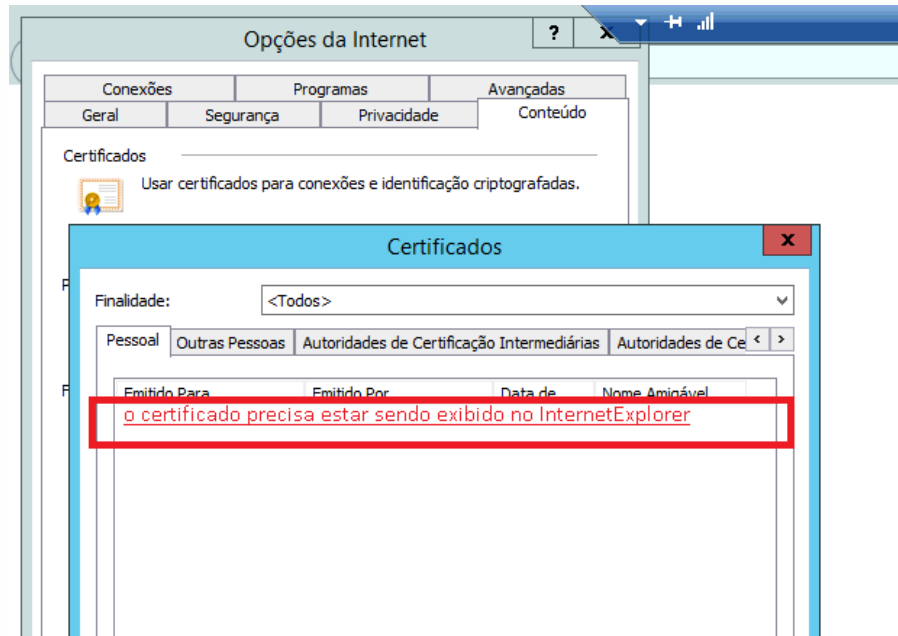 Opções da Internet
?
x
Conexões Programas Avançadas
Geral Segurança Privacidade Conteúdo
Certificados
Usar certificados para conexões e identificação criptografadas.
Certificados
x
Finalidade: <Todos>
Pessoal Outras Pessoas Autoridades de Certificação Intermediárias Autoridades de Ce < >
Emitido Para Emitido Por Data de Nome Amigável
o certificado precisa estar sendo exibido no InternetExplorer